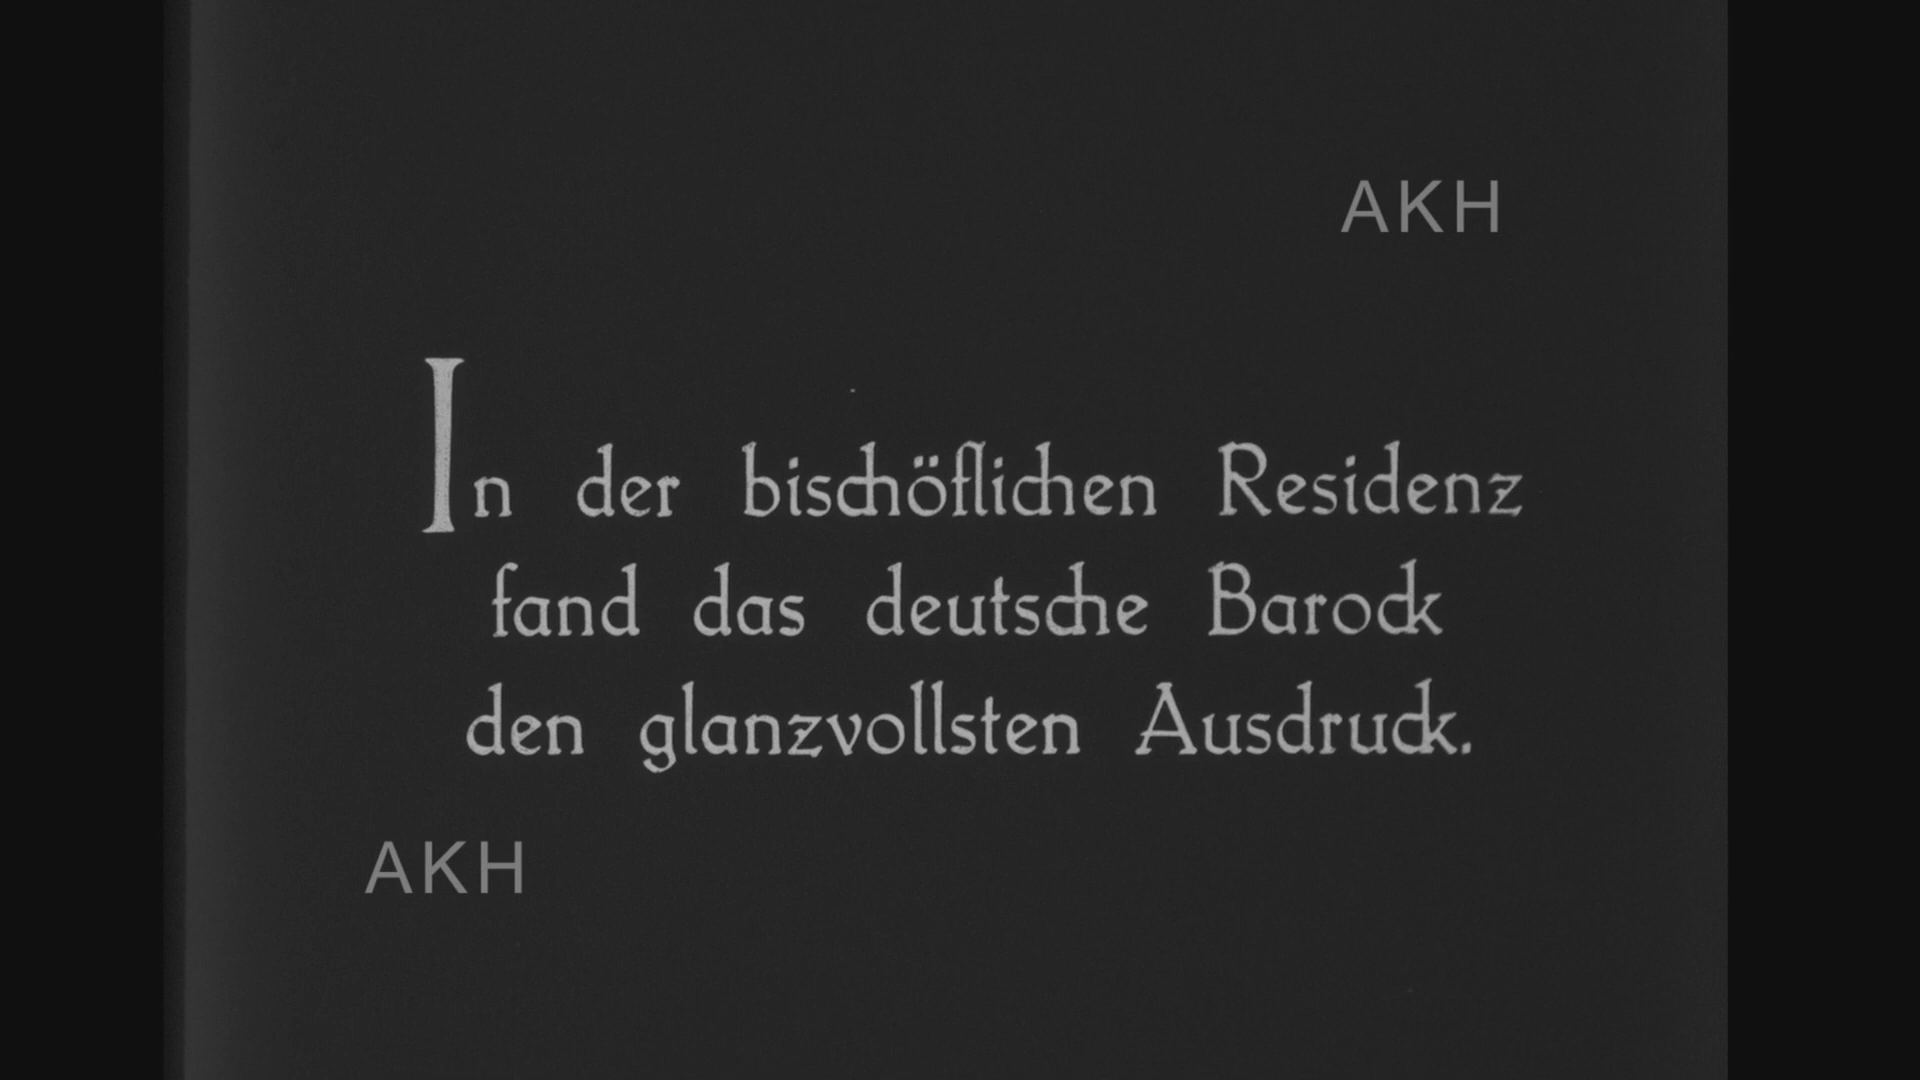 AKH
In der bischöflichen Residenz
fand das deutsche Barock
den glanzvollsten Ausdruck.
AKH